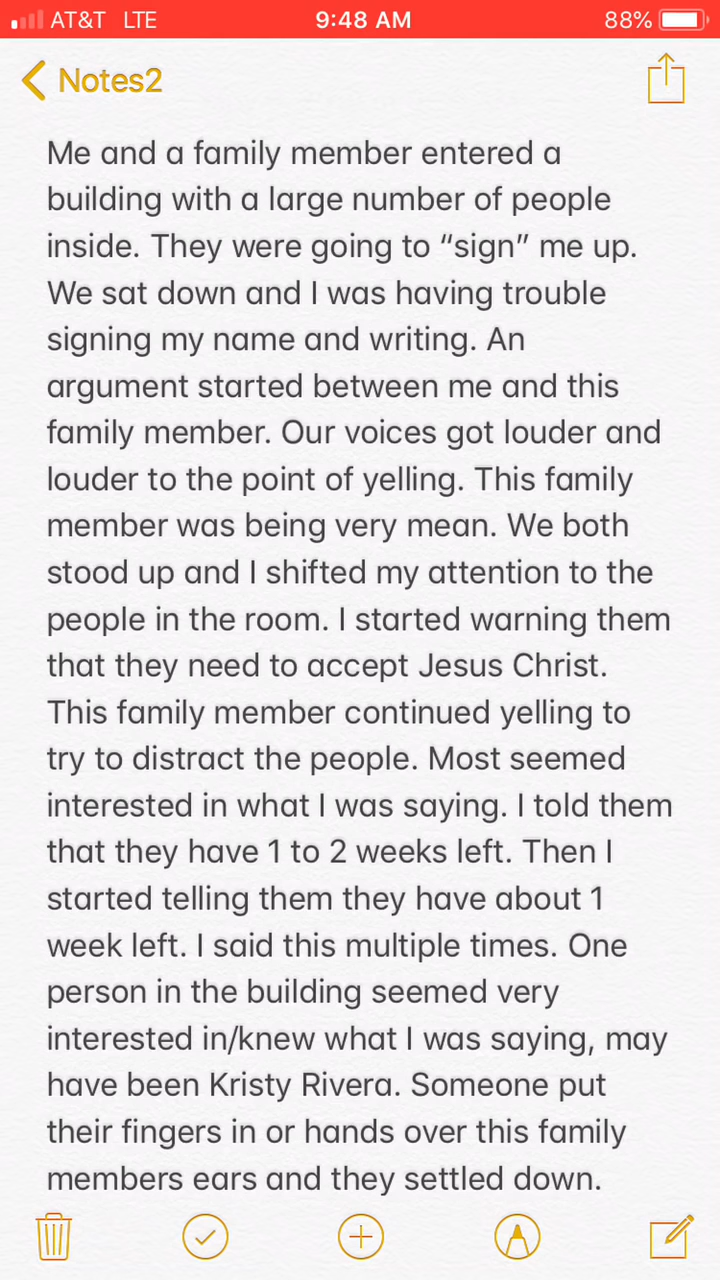 AT&T LTE 9:48 AM 88%
Notes2
Me and a family member entered a
building with a large number of people
inside. They were going to “sign” me up.
We sat down and I was having trouble
signing my name and writing. An
argument started between me and this
family member. Our voices got louder and
louder to the point of yelling. This family
member was being very mean. We both
stood up and I shifted my attention to the
people in the room. I started warning them
that they need to accept Jesus Christ.
This family member continued yelling to
try to distract the people. Most seemed
interested in what I was saying. I told them
that they have 1 to 2 weeks left. Then I
started telling them they have about 1
week left. I said this multiple times. One
person in the building seemed very
interested in/knew what I was saying, may
have been Kristy Rivera. Someone put
their fingers in or hands over this family
members ears and they settled down.